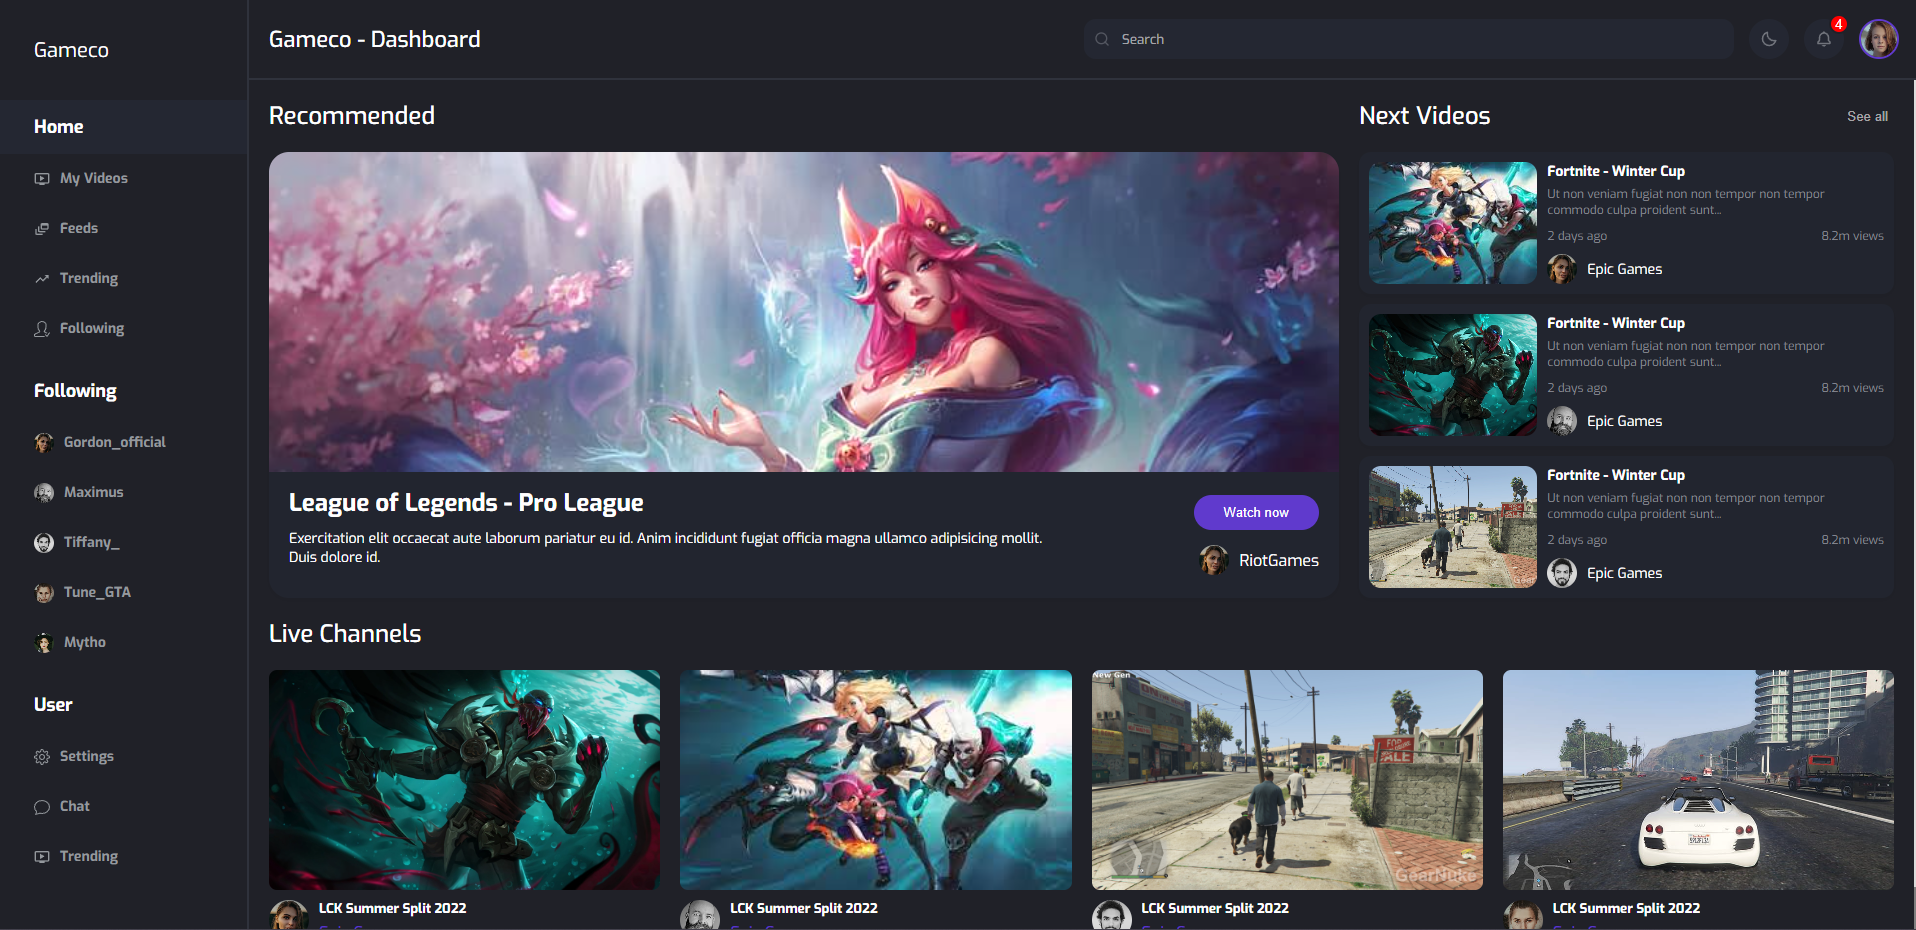 Gameco
Home
My Videos
Feeds
Trending
Following
Following
Gordon_official
Maximus
Tiffany_
Tune_GTA
Mytho
User
Settings
Chat
Trending
Gameco - Dashboard
Search
4
Recommended
League of Legends - Pro League
Exercitation elit occaecat aute laborum pariatur eu id. Anim incididunt fugiat officia magna ullamco adipisicing mollit.
Duis dolore id.
Watch now
RiotGames
Next Videos
See all
Fortnite - Winter Cup
Ut non veniam fugiat non non tempor non tempor
commodo culpa proident sunt...
2 days ago
8.2m views
Epic Games
Fortnite - Winter Cup
Ut non veniam fugiat non non tempor non tempor
commodo culpa proident sunt...
2 days ago
8.2m views
Epic Games
Fortnite - Winter Cup
Ut non veniam fugiat non non tempor non tempor
commodo culpa proident sunt...
2 days ago
8.2m views
Epic Games
Live Channels
New Gen
SALE
GearNuke
LCK Summer Split 2022
LCK Summer Split 2022
LCK Summer Split 2022
LCK Summer Split 2022